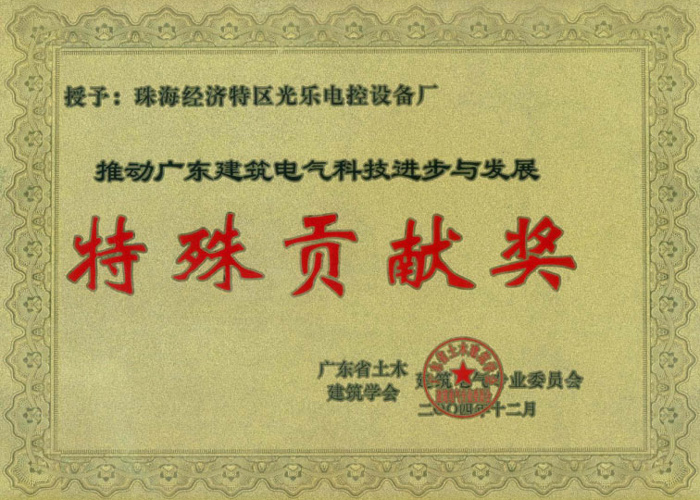 授予：珠海经济特区光乐电控设备厂
推动广东建筑电气科技进步与发展
特殊贡献奖
广东省土木
建筑学会
建筑电气专业委员会
二〇〇四年十二月